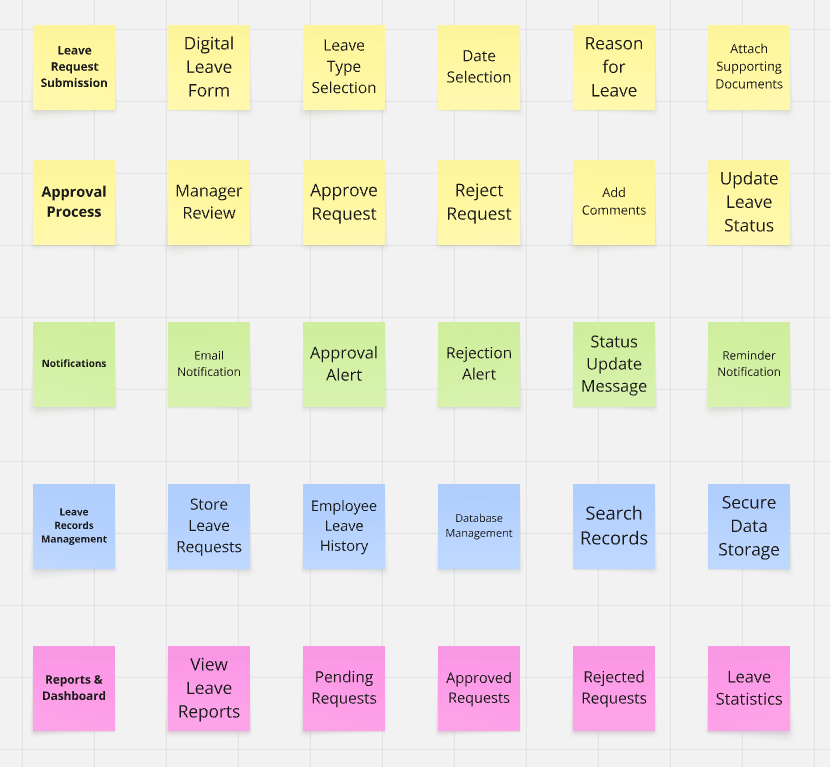 Leave
Request
Submission
Digital
Leave
Form
Leave
Type
Selection
Date
Selection
Reason
for
Leave
Attach
Supporting
Documents
Approval
Process
Manager
Review
Approve
Request
Reject
Request
Add
Comments
Update
Leave
Status
Notifications
Email
Notification
Approval
Alert
Rejection
Alert
Status
Update
Message
Reminder
Notification
Leave
Records
Management
Store
Leave
Requests
Employee
Leave
History
Database
Management
Search
Records
Secure
Data
Storage
Reports &
Dashboard
View
Leave
Reports
Pending
Requests
Approved
Requests
Rejected
Requests
Leave
Statistics